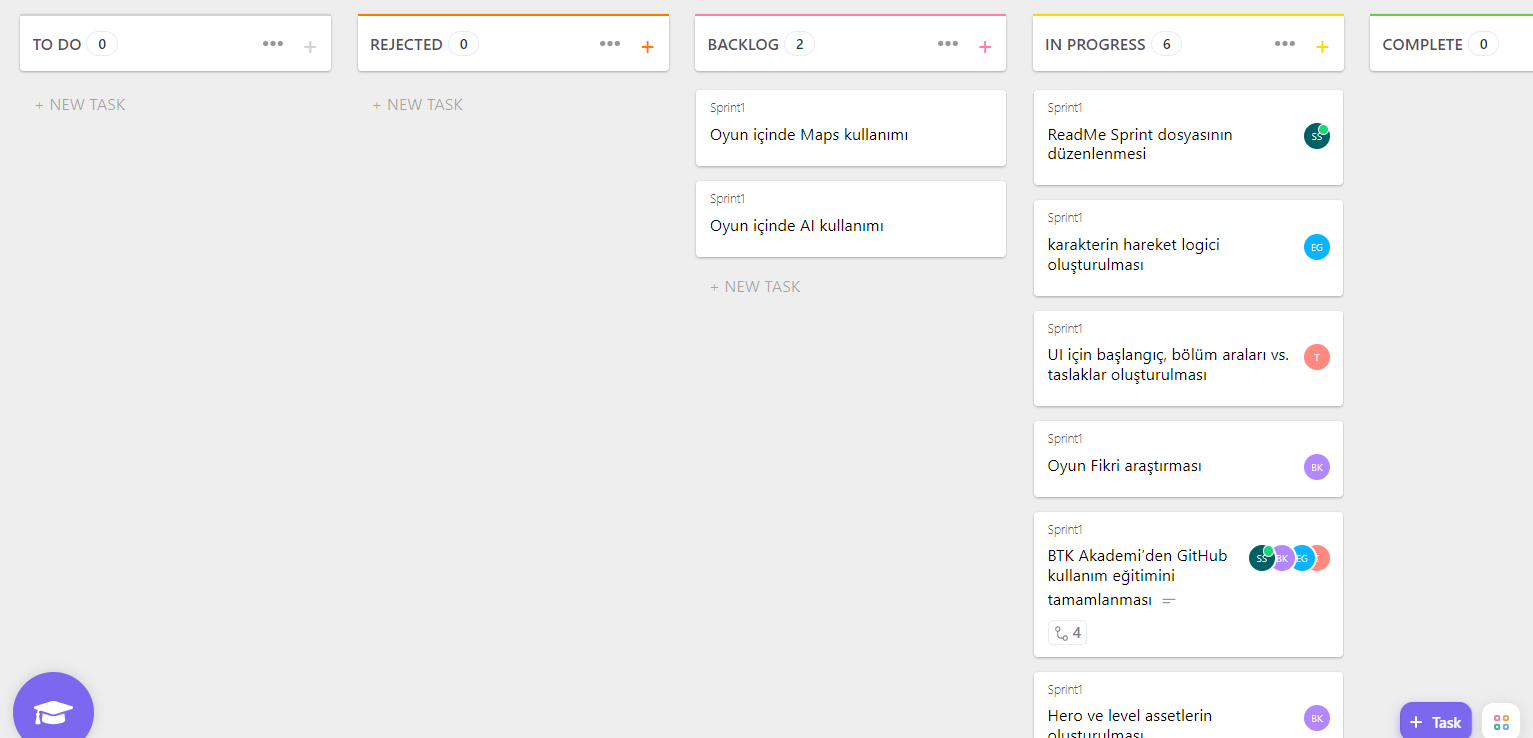 TO DO 0
+ NEW TASK
REJECTED 0
+ NEW TASK
BACKLOG 2
Sprint1
Oyun içinde Maps kullanımı
Sprint1
Oyun içinde AI kullanımı
+ NEW TASK
IN PROGRESS 6
Sprint1
ReadMe Sprint dosyasının
düzenlenmesi
SS
Sprint1
karakterin hareket logici
oluşturulması
EG
Sprint1
UI için başlangıç, bölüm araları vs.
taslaklar oluşturulması
T
Sprint1
Oyun Fikri araştırması
BK
Sprint1
BTK Akademi'den GitHub
kullanım eğitimini
tamamlanması
SS BK EG T
4
Sprint1
Hero ve level assetlerin
oluşturulması
BK
COMPLETE 0
+ Task